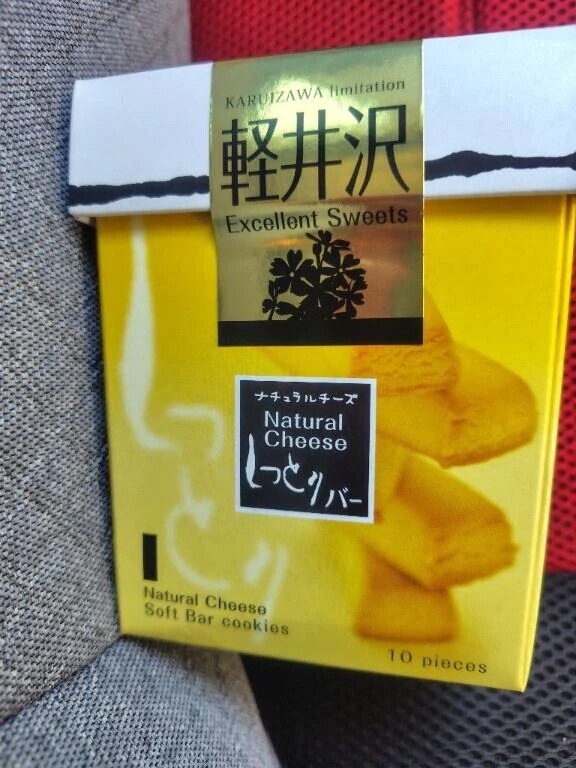 KARUIZAWA limitation
軽井沢
Excellent Sweets
ナチュラルチーズ
Natural
Cheese
しっとりバー
しっとり
Natural Cheese
Soft Bar cookies
10 pieces